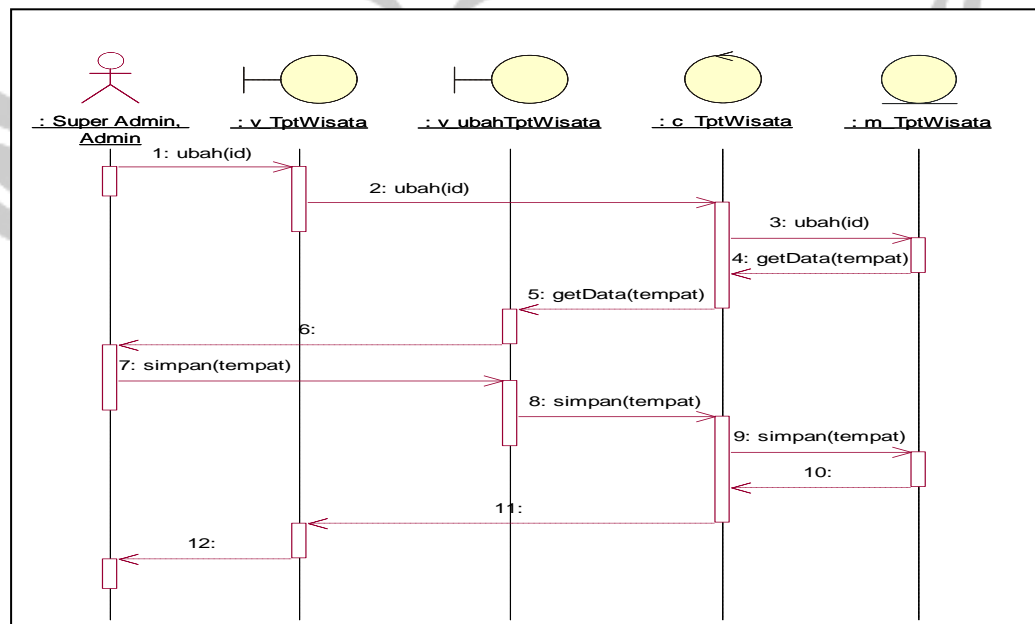 : Super Admin,
Admin
: v_TptWisata
: v_ubahTptWisata
: c_TptWisata
: m_TptWisata
1: ubah(id)
2: ubah(id)
3: ubah(id)
4: getData(tempat)
5: getData(tempat)
6:
7: simpan(tempat)
8: simpan(tempat)
9: simpan(tempat)
10:
11:
12: